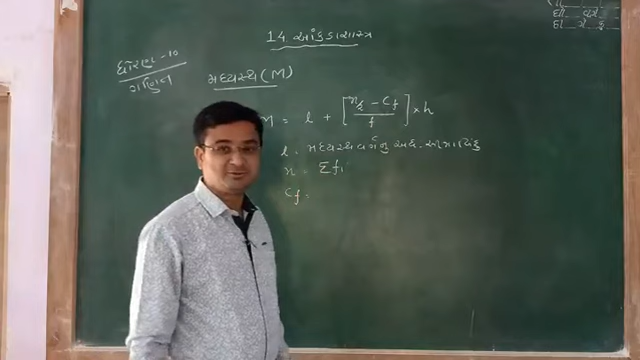 14. આંકડાશાસ્ત્ર
ધોરણ - 10
ગણિત
મધ્યસ્થ (M)
M = l + [n/2 - cf / f] × h
l = મધ્યસ્થ વર્ગનું અધઃ સીમાબિંદુ
n = Σfi
cf =